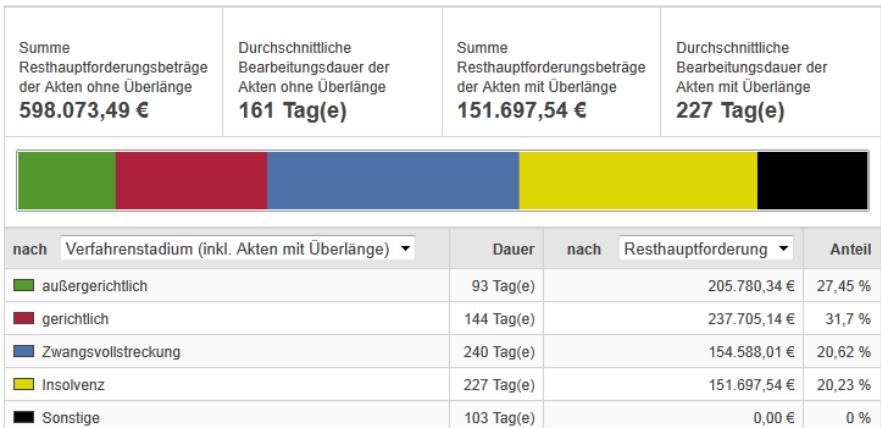 Summe
Resthauptforderungsbeträge
der Akten ohne Überlänge
598.073,49 €
Durchschnittliche
Bearbeitungsdauer der
Akten ohne Überlänge
161 Tag(e)
Summe
Resthauptforderungsbeträge
der Akten mit Überlänge
151.697,54 €
Durchschnittliche
Bearbeitungsdauer der
Akten mit Überlänge
227 Tag(e)
nach Verfahrenstadium (inkl. Akten mit Überlänge) Dauer nach Resthauptforderung Anteil
außergerichtlich 93 Tag(e) 205.780,34 € 27,45 %
gerichtlich 144 Tag(e) 237.705,14 € 31,7 %
Zwangsvollstreckung 240 Tag(e) 154.588,01 € 20,62 %
Insolvenz 227 Tag(e) 151.697,54 € 20,23 %
Sonstige 103 Tag(e) 0,00 € 0 %